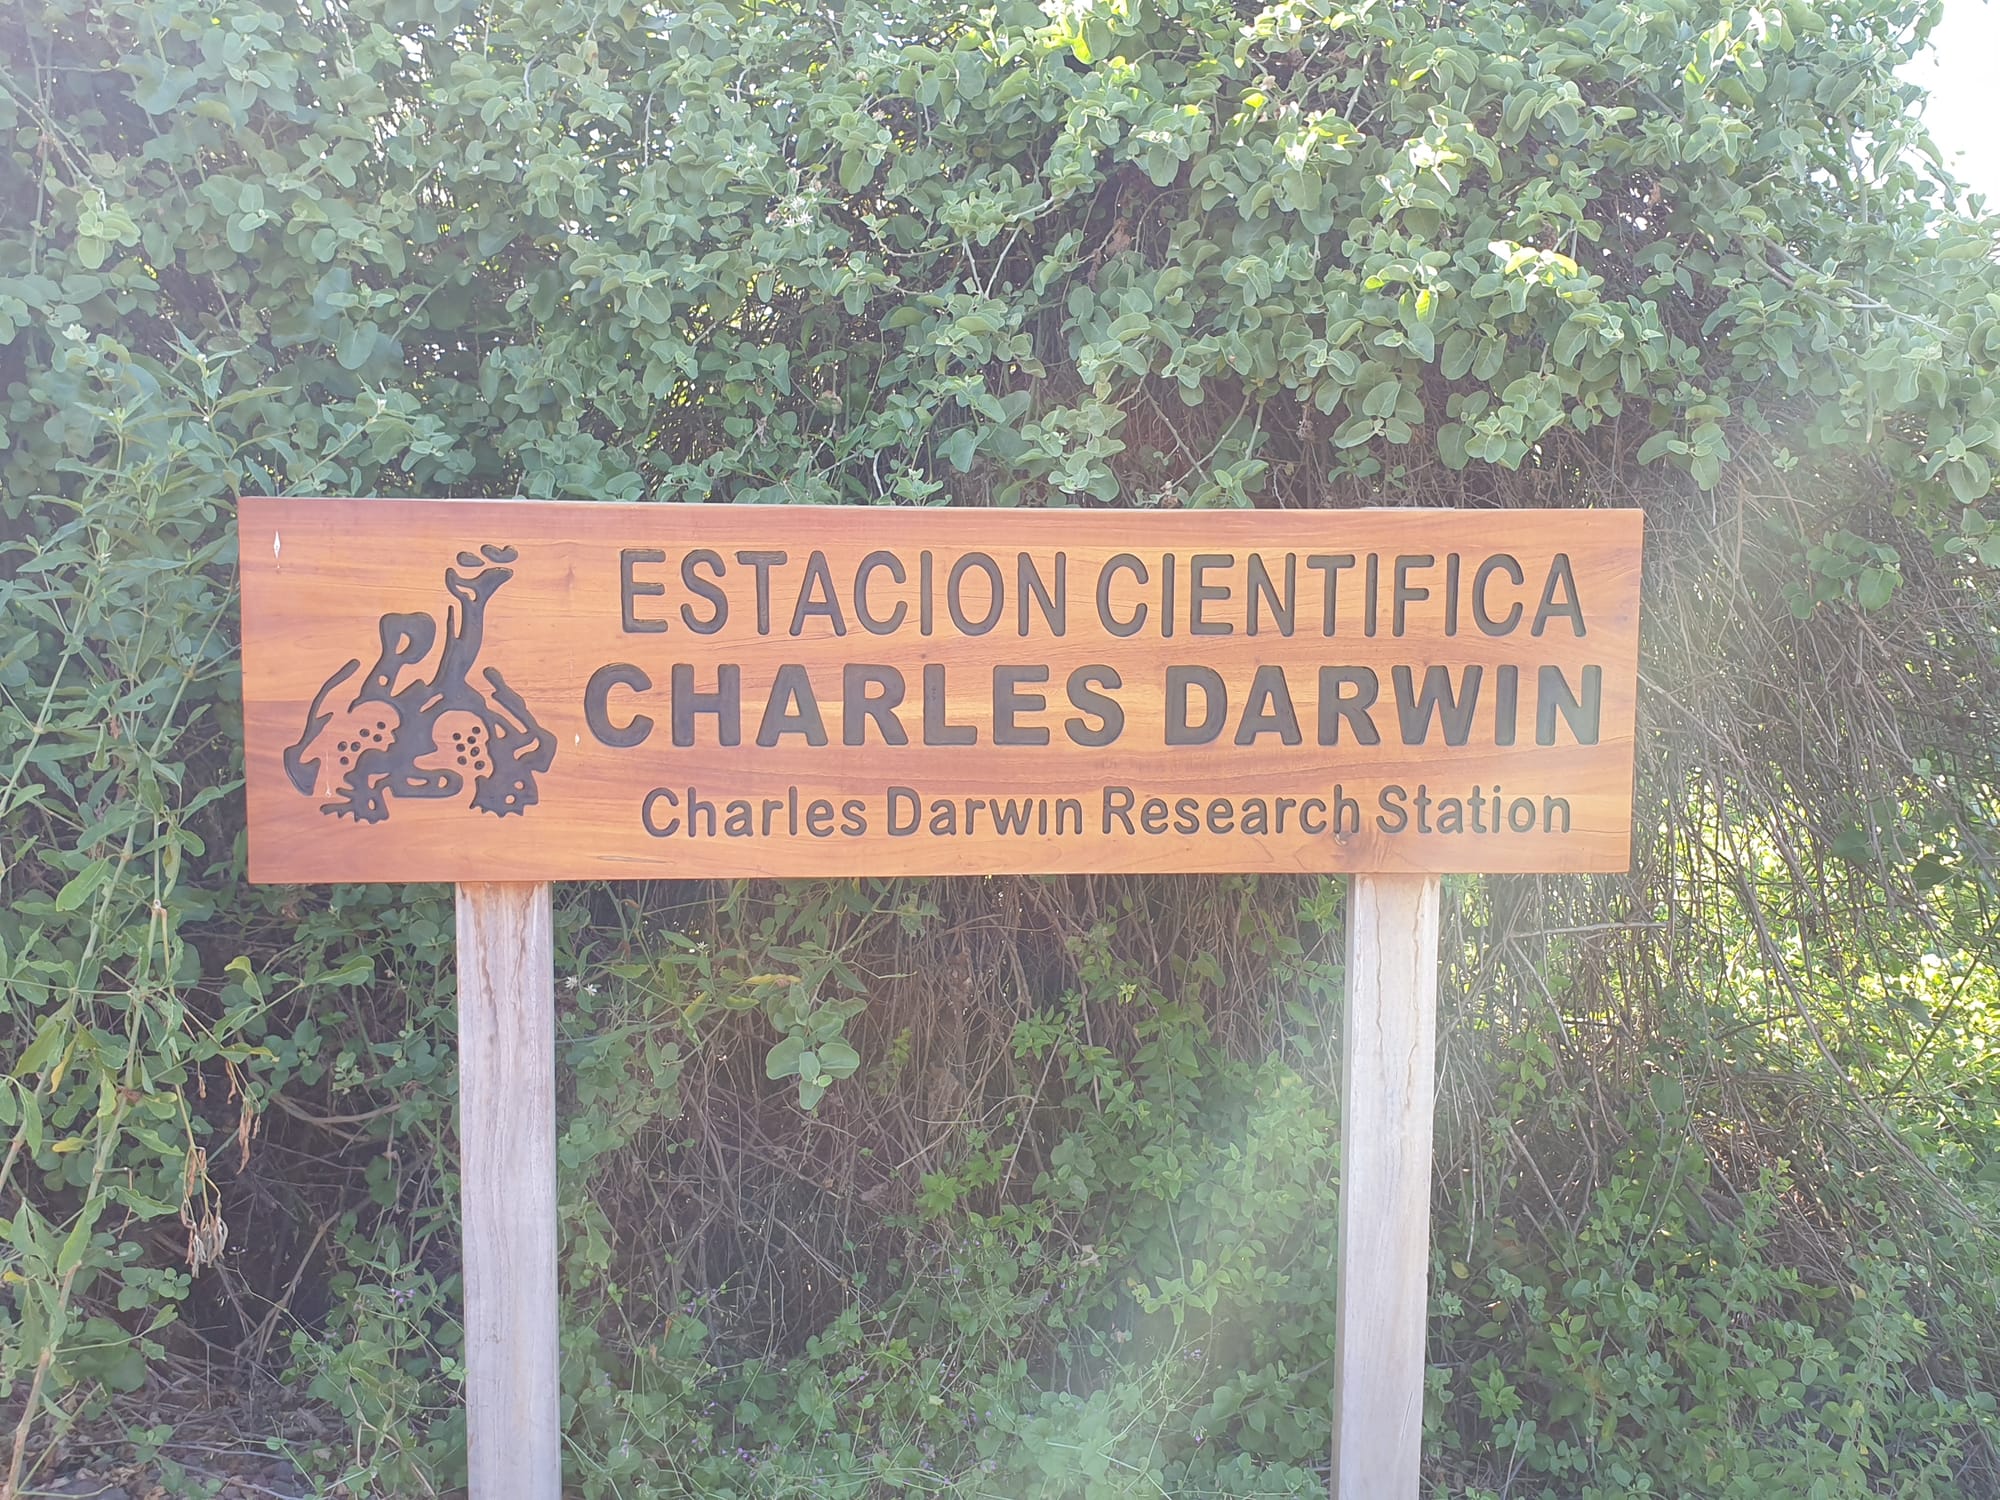 ESTACION CIENTIFICA
CHARLES DARWIN
Charles Darwin Research Station